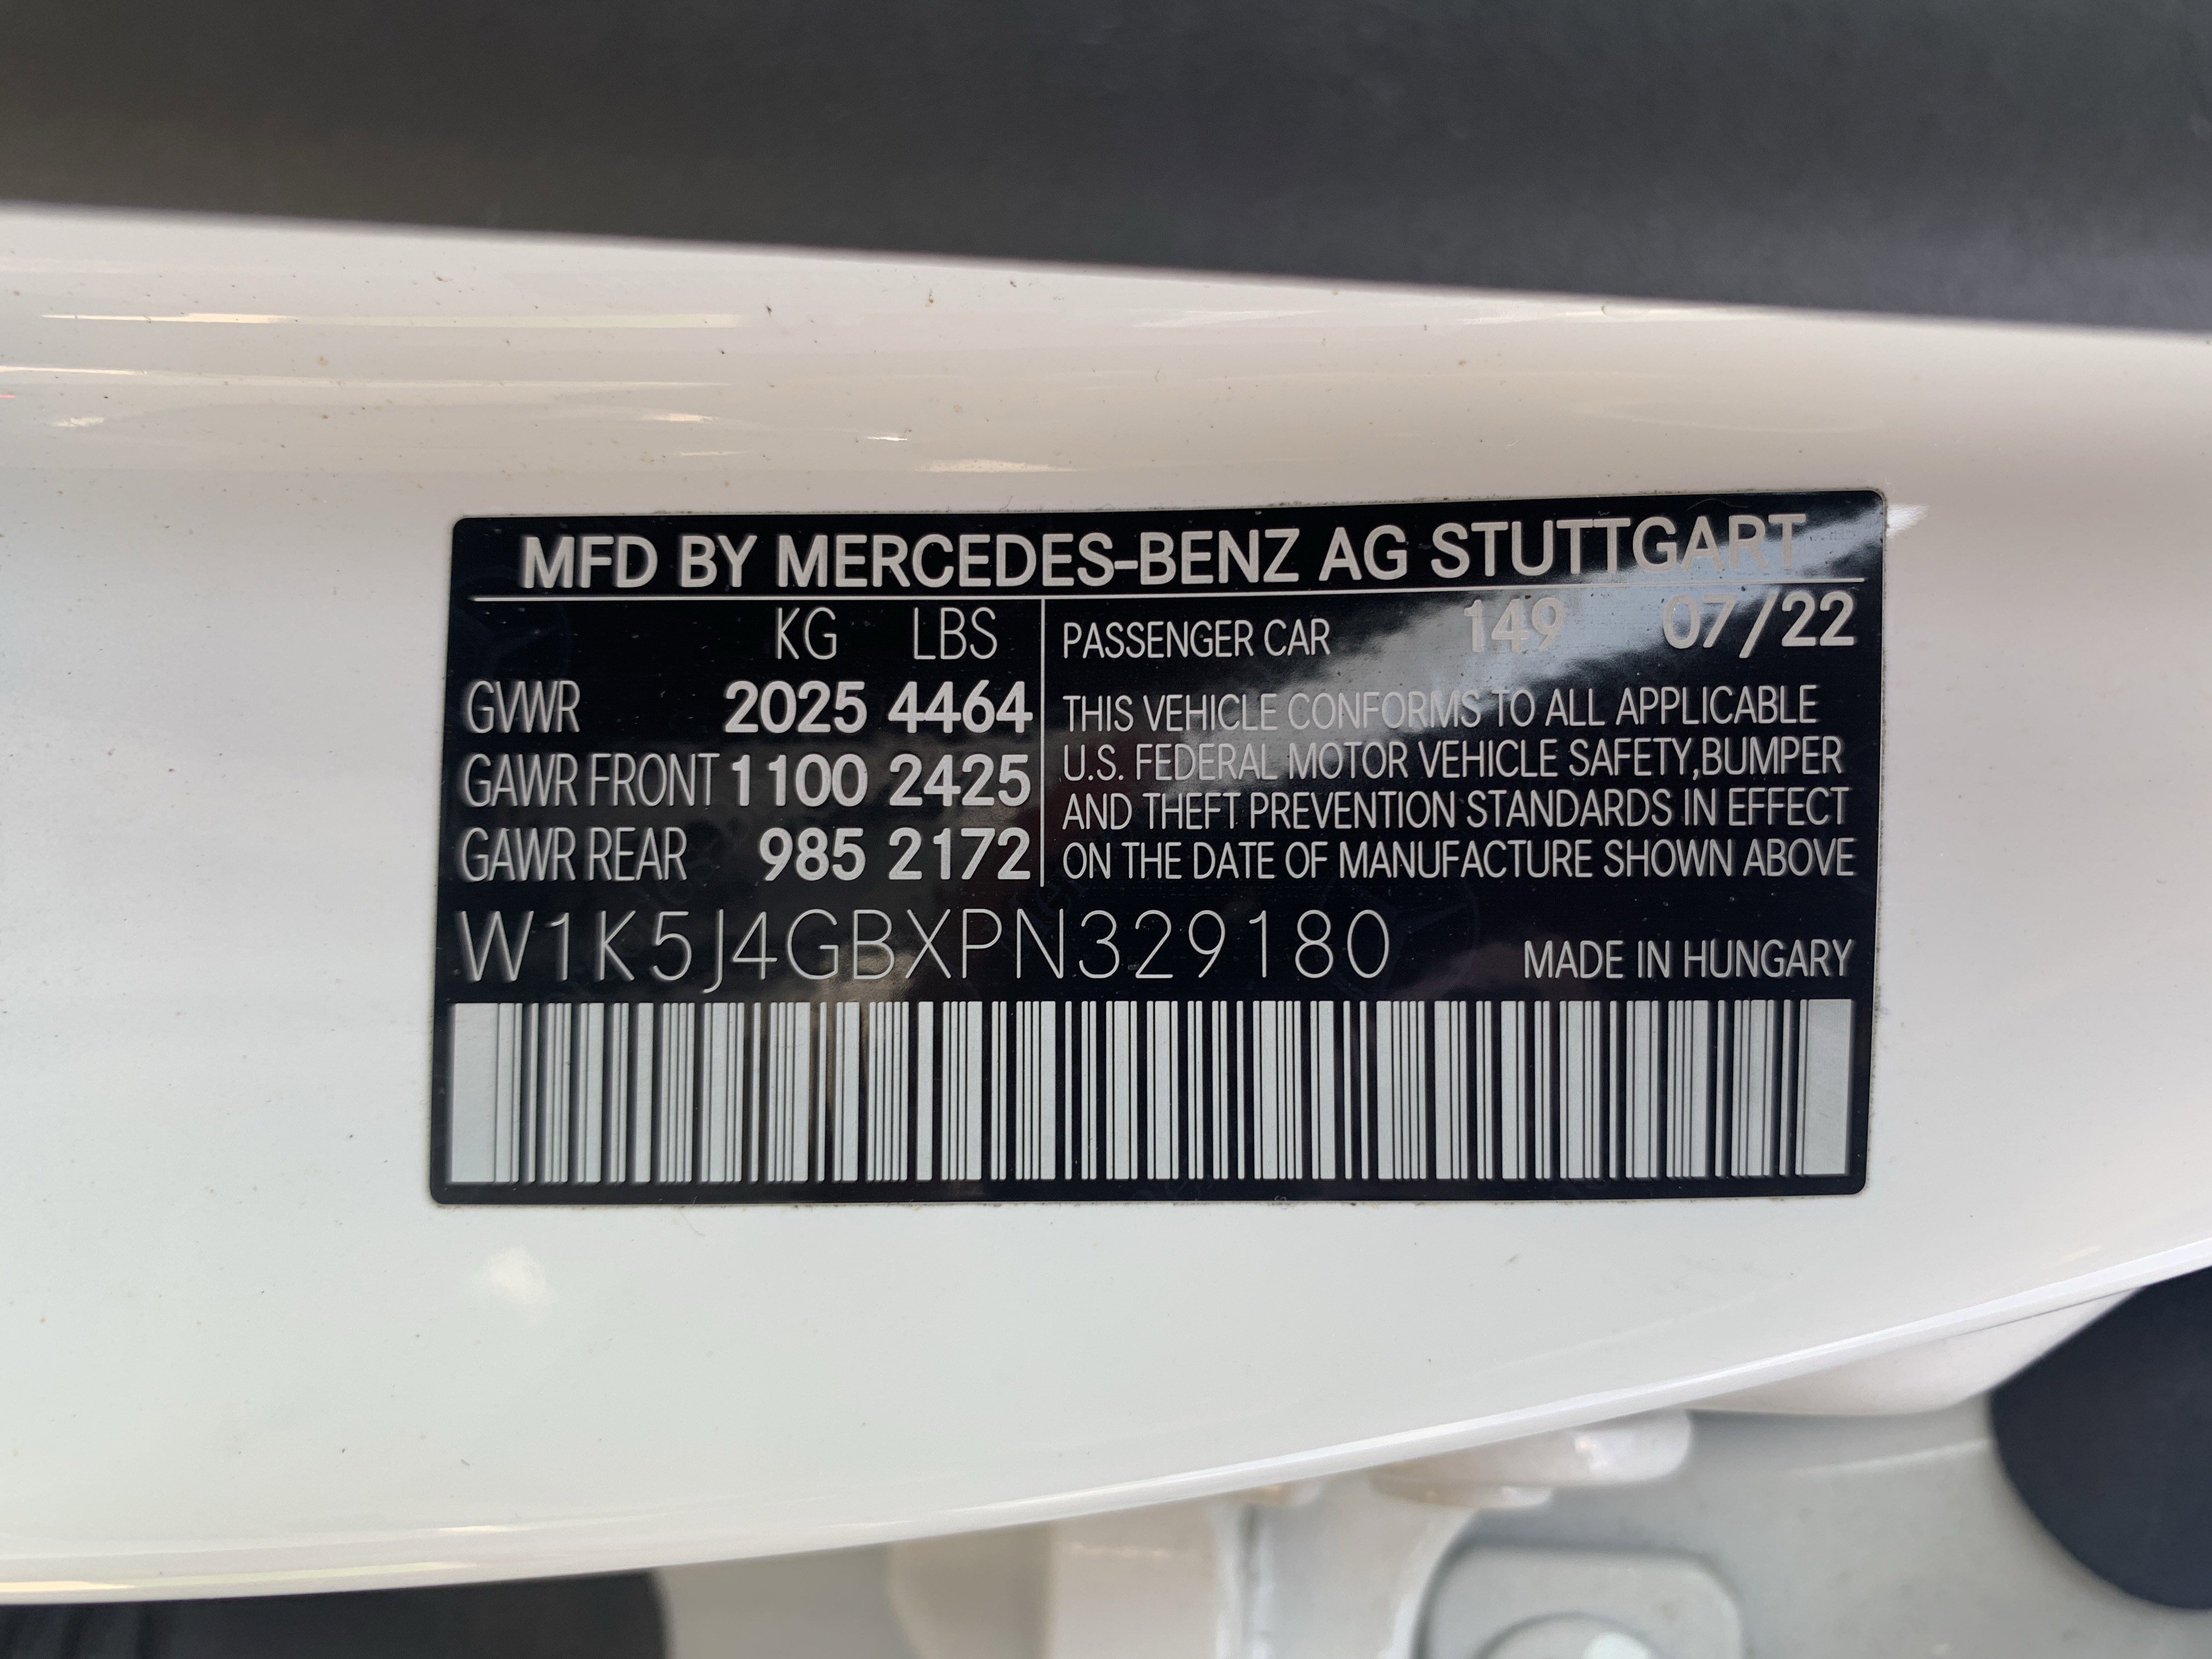 MFD BY MERCEDES-BENZ AG STUTTGART
KG LBS
GVWR 2025 4464
GAWR FRONT 1100 2425
GAWR REAR 985 2172
PASSENGER CAR 149 07/22
THIS VEHICLE CONFORMS TO ALL APPLICABLE
U.S. FEDERAL MOTOR VEHICLE SAFETY,BUMPER
AND THEFT PREVENTION STANDARDS IN EFFECT
ON THE DATE OF MANUFACTURE SHOWN ABOVE
W1K5J4GBXPN329180
MADE IN HUNGARY